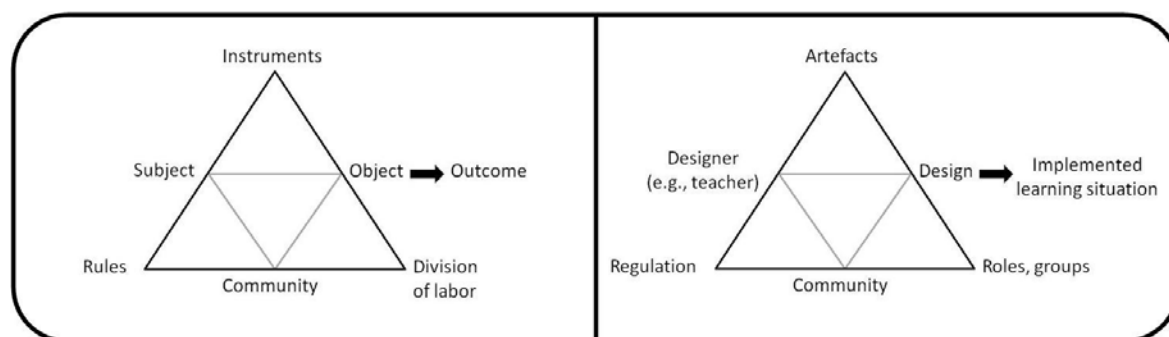 Instruments
Subject
Object
Outcome
Rules
Community
Division
of labor
Artefacts
Designer
(e.g., teacher)
Design
Implemented
learning situation
Regulation
Community
Roles, groups